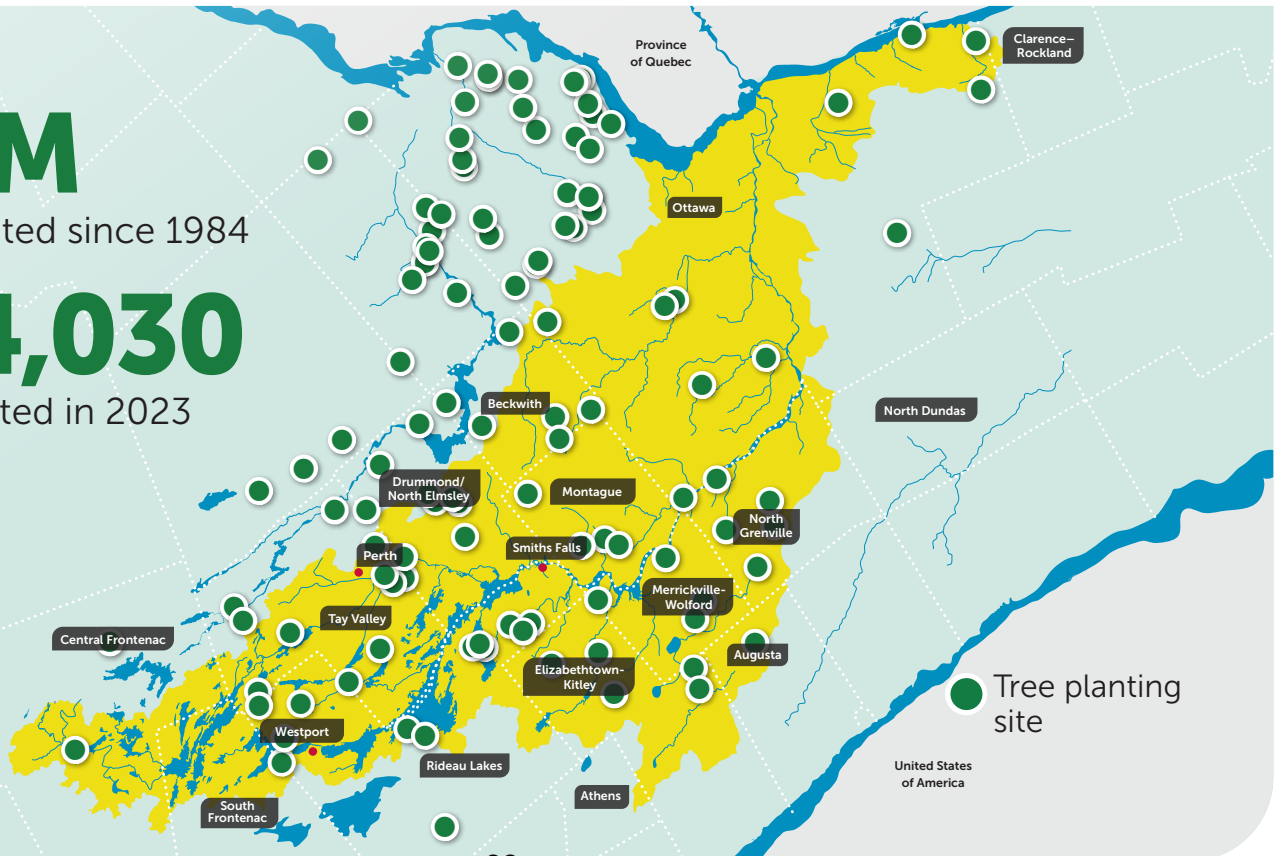 M
ted since 1984
4,030
ted in 2023
Province
of Quebec
Clarence–
Rockland
Ottawa
Beckwith
North Dundas
Drummond/
North Elmsley
Montague
North
Grenville
Smiths Falls
Perth
Merrickville-
Wolford
Tay Valley
Central Frontenac
Augusta
Elizabethtown-
Kitley
Tree planting
site
Westport
Rideau Lakes
United States
of America
Athens
South
Frontenac